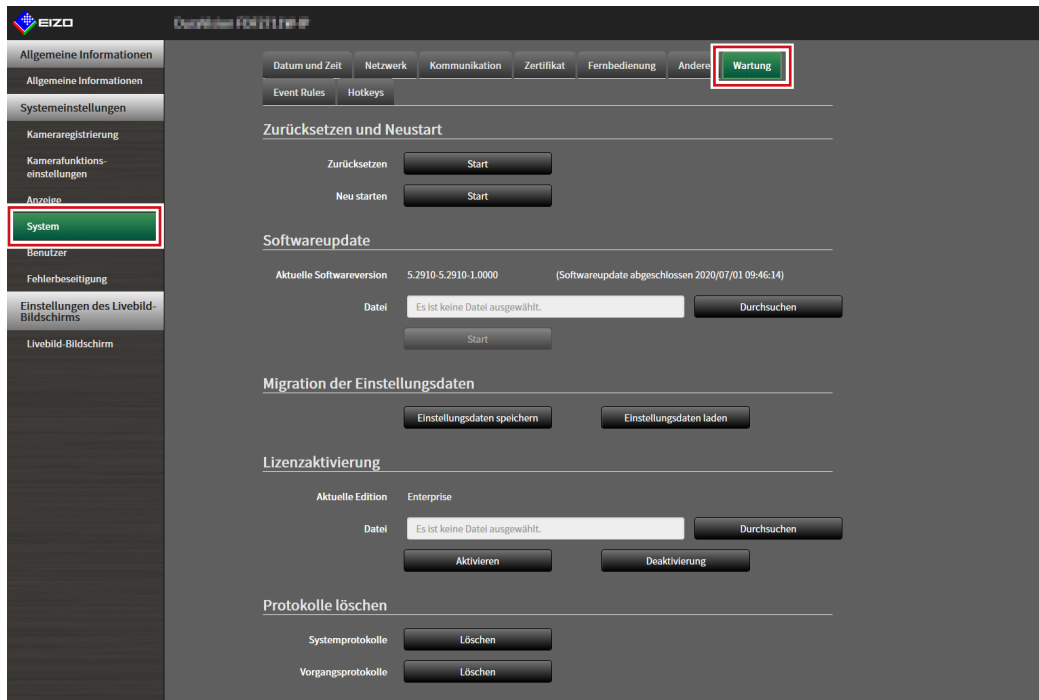 EIZO
Allgemeine Informationen
Allgemeine Informationen
Systemeinstellungen
Kameraregistrierung
Kamerafunktions-
einstellungen
Anzeige
System
Benutzer
Fehlerbeseitigung
Einstellungen des Livebild-
Bildschirms
Livebild-Bildschirm
Datum und Zeit Netzwerk Kommunikation Zertifikat Fernbedienung Andere Wartung
Event Rules Hotkeys
Zurücksetzen und Neustart
Zurücksetzen Start
Neu starten Start
Softwareupdate
Aktuelle Softwareversion 5.2910-5.2910-1.0000 (Softwareupdate abgeschlossen 2020/07/01 09:46:14)
Datei Es ist keine Datei ausgewählt. Durchsuchen
Start
Migration der Einstellungsdaten
Einstellungsdaten speichern Einstellungsdaten laden
Lizenzaktivierung
Aktuelle Edition Enterprise
Datei Es ist keine Datei ausgewählt. Durchsuchen
Aktivieren Deaktivierung
Protokolle löschen
Systemprotokolle Löschen
Vorgangsprotokolle Löschen